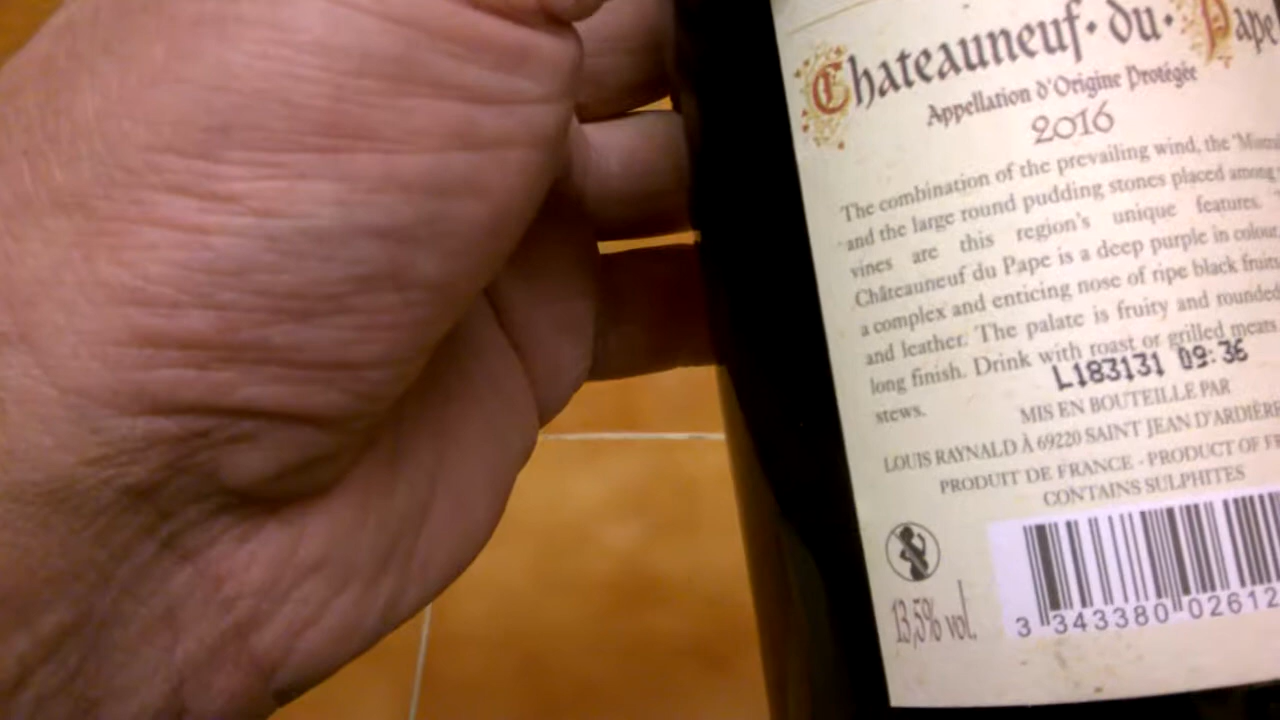 Chateauneuf·du·Pape
Appellation d'Origine Protégée
2016
The combination of the prevailing wind, the
and the large round pudding stones placed among
vines are this region's unique features.
Châteauneuf du Pape is a deep purple in colour,
a complex and enticing nose of ripe black fruits
and leather. The palate is fruity and rounded
long finish. Drink with roast or grilled meats
stews.
L183131 09:36
MIS EN BOUTEILLE PAR
LOUIS RAYNALD À 69220 SAINT JEAN D'ARDIÈRE
PRODUIT DE FRANCE - PRODUCT OF
CONTAINS SULPHITES
13,5% vol.
3 343380 02612